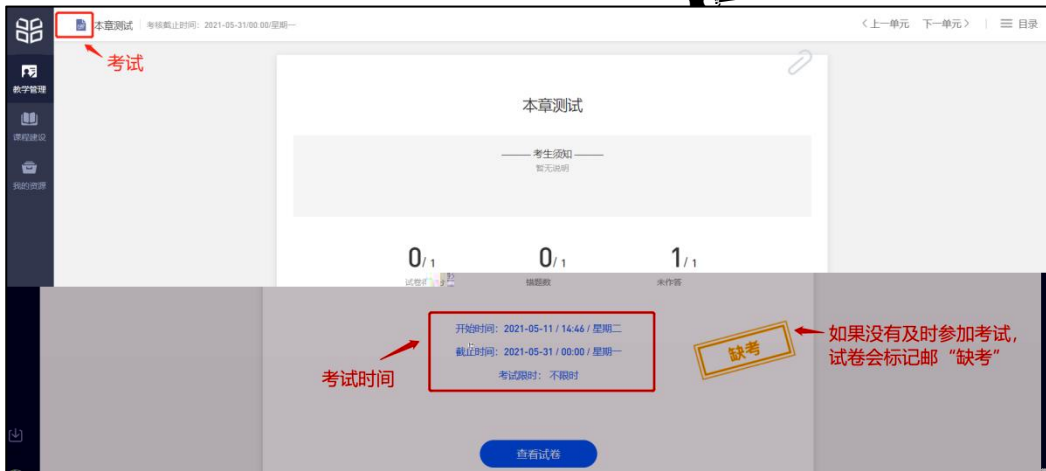 本章测试 考核截止时间：2021-05-31/00:00/星期一
<上一单元 下一单元> 目录
考试
教学管理
课程建设
我的资源
本章测试
考生须知
暂无说明
0/ 1
0/ 1
1/ 1
未作答
开始时间：2021-05-11 / 14:46 / 星期二
截止时间：2021-05-31 / 00:00 / 星期一
考试限时：不限时
考试时间
缺考
如果没有及时参加考试，
试卷会标记邮“缺考”
查看试卷